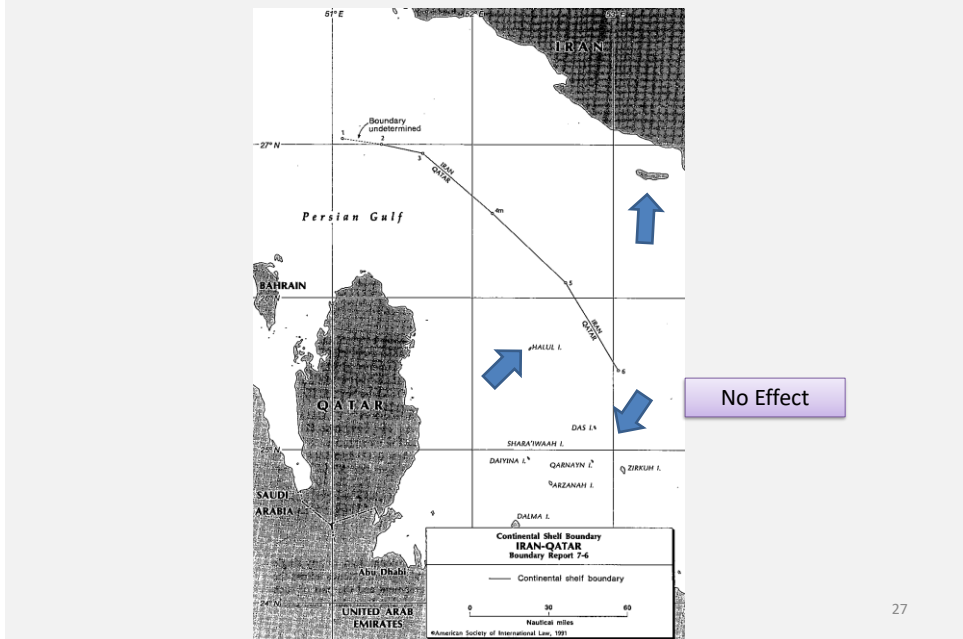 51° E
52° E
53° E
IRAN
Boundary
undetermined
1
2
27° N
3
IRAN
QATAR
4m
Persian Gulf
BAHRAIN
5
IRAN
QATAR
HALUL I.
6
No Effect
QATAR
DAS I.
SHARA'IWAAH I.
DAIYINA I.
QARNAYN I.
ZIRKUH I.
ARZANAH I.
SAUDI
ARABIA
DALMA I.
Continental Shelf Boundary
IRAN-QATAR
Boundary Report 7-6
Continental shelf boundary
Abu Dhabi
24° N
UNITED ARAB
EMIRATES
0 30 60
Nautical miles
©American Society of International Law, 1991
27